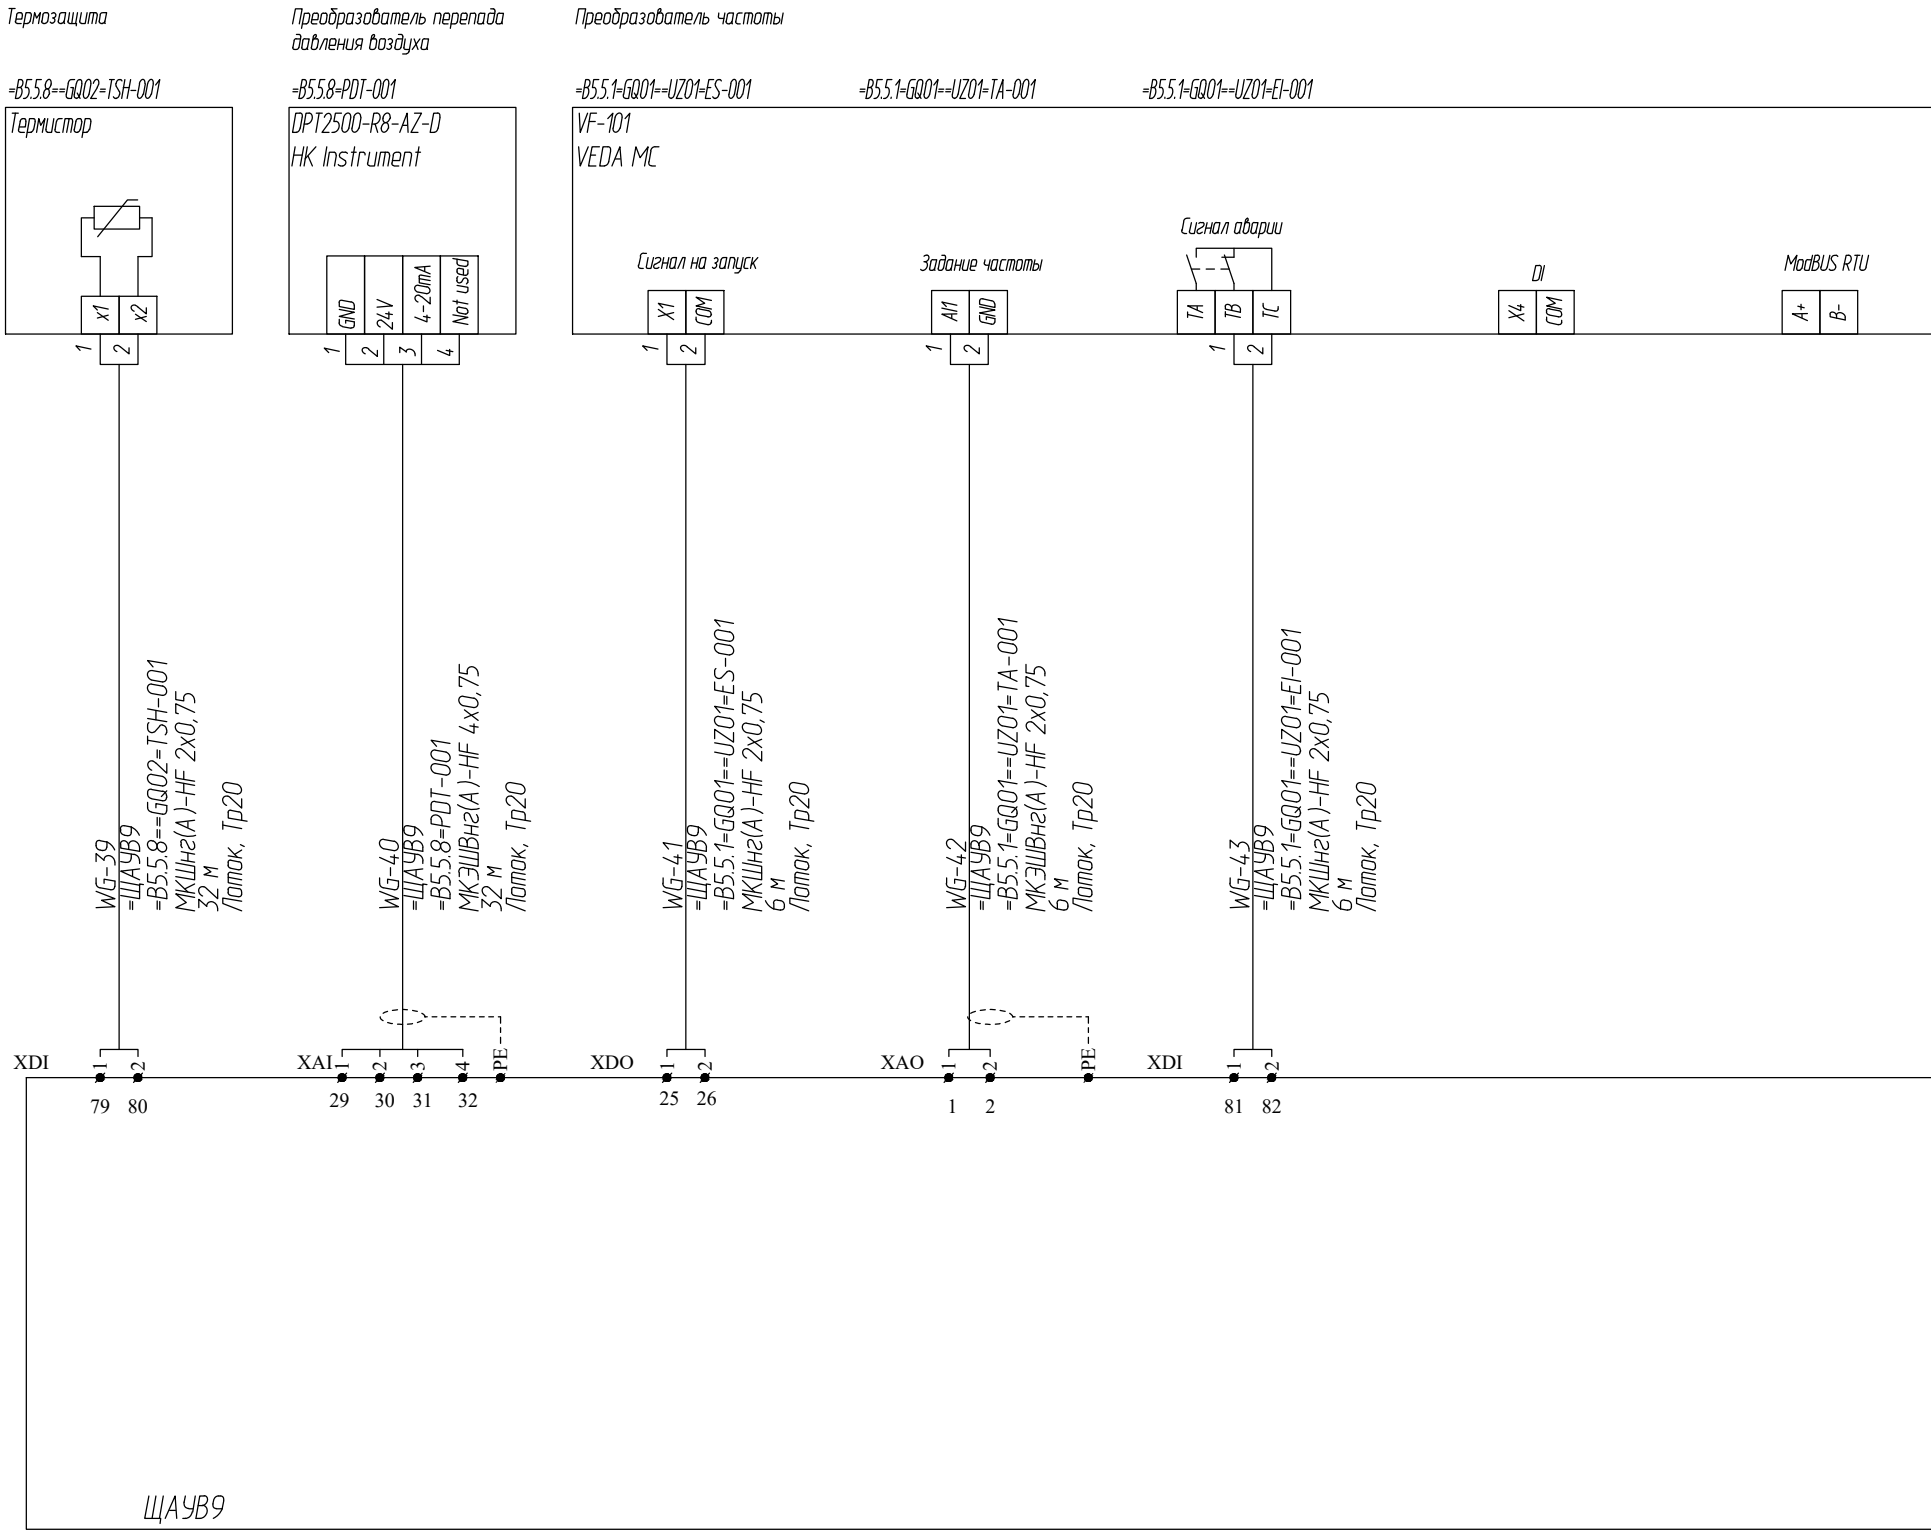 Термозащита
Преобразователь перепада
давления воздуха
Преобразователь частоты
=B5.5.8==GQ02=TSH-001
=B5.5.8=PDT-001
=B5.5.1=GQ01==UZ01=ES-001
=B5.5.1=GQ01==UZ01=TA-001
=B5.5.1=GQ01==UZ01=EI-001
Термистор
DPT2500-R8-AZ-D
HK Instrument
VF-101
VEDA MC
Сигнал на запуск
Задание частоты
Сигнал аварии
DI
ModBUS RTU
x1 x2
GND 24V 4-20mA Not used
X1 COM
AI1 GND
TA TB TC
X4 COM
A+ B-
1 2
1 2 3 4
1 2
1 2
1 2
WG-39
=ЩАУВ9
=B5.5.8==GQ02=TSH-001
МКШнг(А)-HF 2x0,75
32 м
Лоток, Тр20
WG-40
=ЩАУВ9
=B5.5.8=PDT-001
МКЭШВнг(А)-HF 4x0,75
32 м
Лоток, Тр20
WG-41
=ЩАУВ9
=B5.5.1=GQ01==UZ01=ES-001
МКШнг(А)-HF 2x0,75
6 м
Лоток, Тр20
WG-42
=ЩАУВ9
=B5.5.1=GQ01==UZ01=TA-001
МКЭШВнг(А)-HF 2x0,75
6 м
Лоток, Тр20
WG-43
=ЩАУВ9
=B5.5.1=GQ01==UZ01=EI-001
МКШнг(А)-HF 2x0,75
6 м
Лоток, Тр20
XDI 1 2
XAI 1 2 3 4 PE
XDO 1 2
XAO 1 2 PE
XDI 1 2
79 80
29 30 31 32
25 26
1 2
81 82
ЩАУВ9